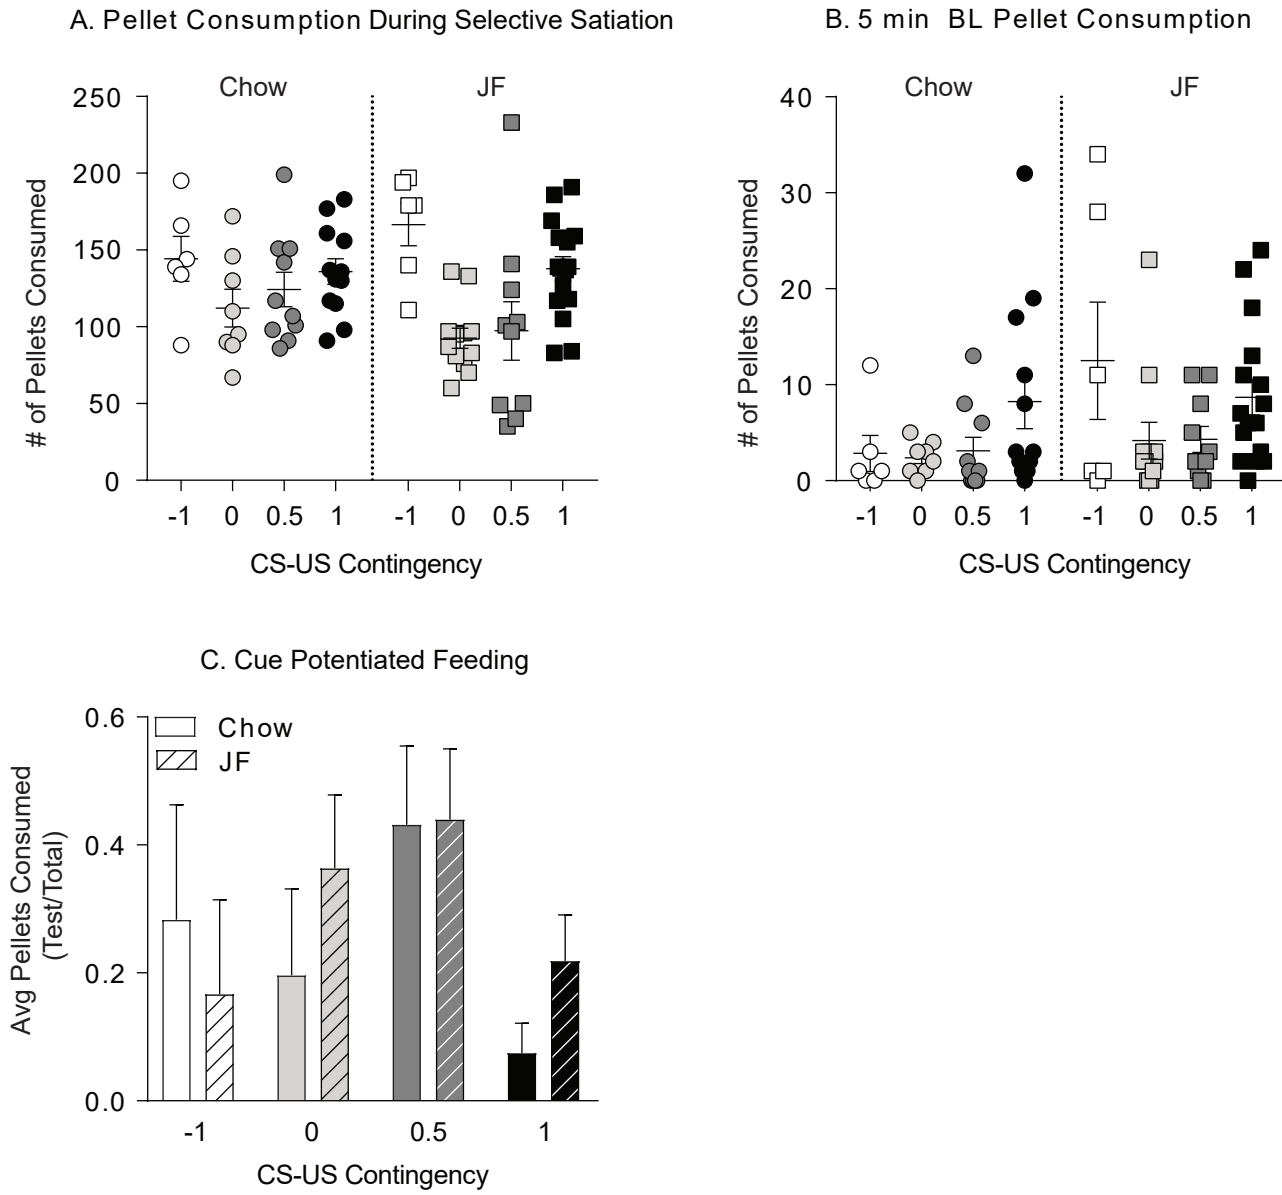 A. Pellet Consumption During Selective Satiation
Chow JF
250
200
150
100
50
0
# of Pellets Consumed
-1 0 0.5 1 -1 0 0.5 1
CS-US Contingency
B. 5 min BL Pellet Consumption
Chow JF
40
30
20
10
0
# of Pellets Consumed
-1 0 0.5 1 -1 0 0.5 1
CS-US Contingency
C. Cue Potentiated Feeding
Chow
JF
0.6
0.4
0.2
0.0
Avg Pellets Consumed
(Test/Total)
-1 0 0.5 1
CS-US Contingency